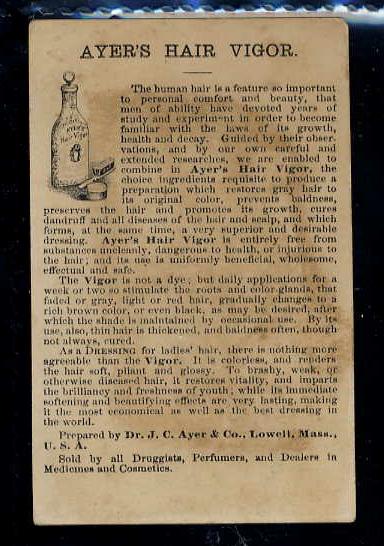 AYER'S HAIR VIGOR.
The human hair is a feature so important
to personal comfort and beauty, that
men of ability have devoted years of
study and experiment in order to become
familiar with the laws of its growth,
health and decay. Guided by their obser-
vations, and by our own careful and
extended researches, we are enabled to
combine in Ayer's Hair Vigor, the
choice ingredients requisite to produce a
preparation which restores gray hair to
its original color, prevents baldness,
preserves the hair and promotes its growth, cures
dandruff and all diseases of the hair and scalp, and which
forms, at the same time, a very superior and desirable
dressing. Ayer's Hair Vigor is entirely free from
substances uncleanly, dangerous to health, or injurious to
the hair; and its use is uniformly beneficial, wholesome,
effectual and safe.
The Vigor is not a dye; but daily applications for
a week or two so stimulate the roots and color-glands, that
faded or gray, light or red hair, gradually changes to a
rich brown color, or even black, as may be desired, after
which the shade is maintained by occasional use. By its
use, also, thin hair is thickened, and baldness often, though
not always, cured.
As a DRESSING for ladies' hair, there is nothing more
agreeable than the Vigor. It is colorless, and renders
the hair soft, pliant and glossy. To brashy, weak, or
otherwise diseased hair, it restores vitality, and imparts
the brilliancy and freshness of youth; while its immediate
softening and beautifying effects are very lasting, making
it the most economical as well as the best dressing in
the world.
Prepared by Dr. J. C. Ayer & Co., Lowell, Mass.,
U. S. A.
Sold by all Druggists, Perfumers, and Dealers in
Medicines and Cosmetics.